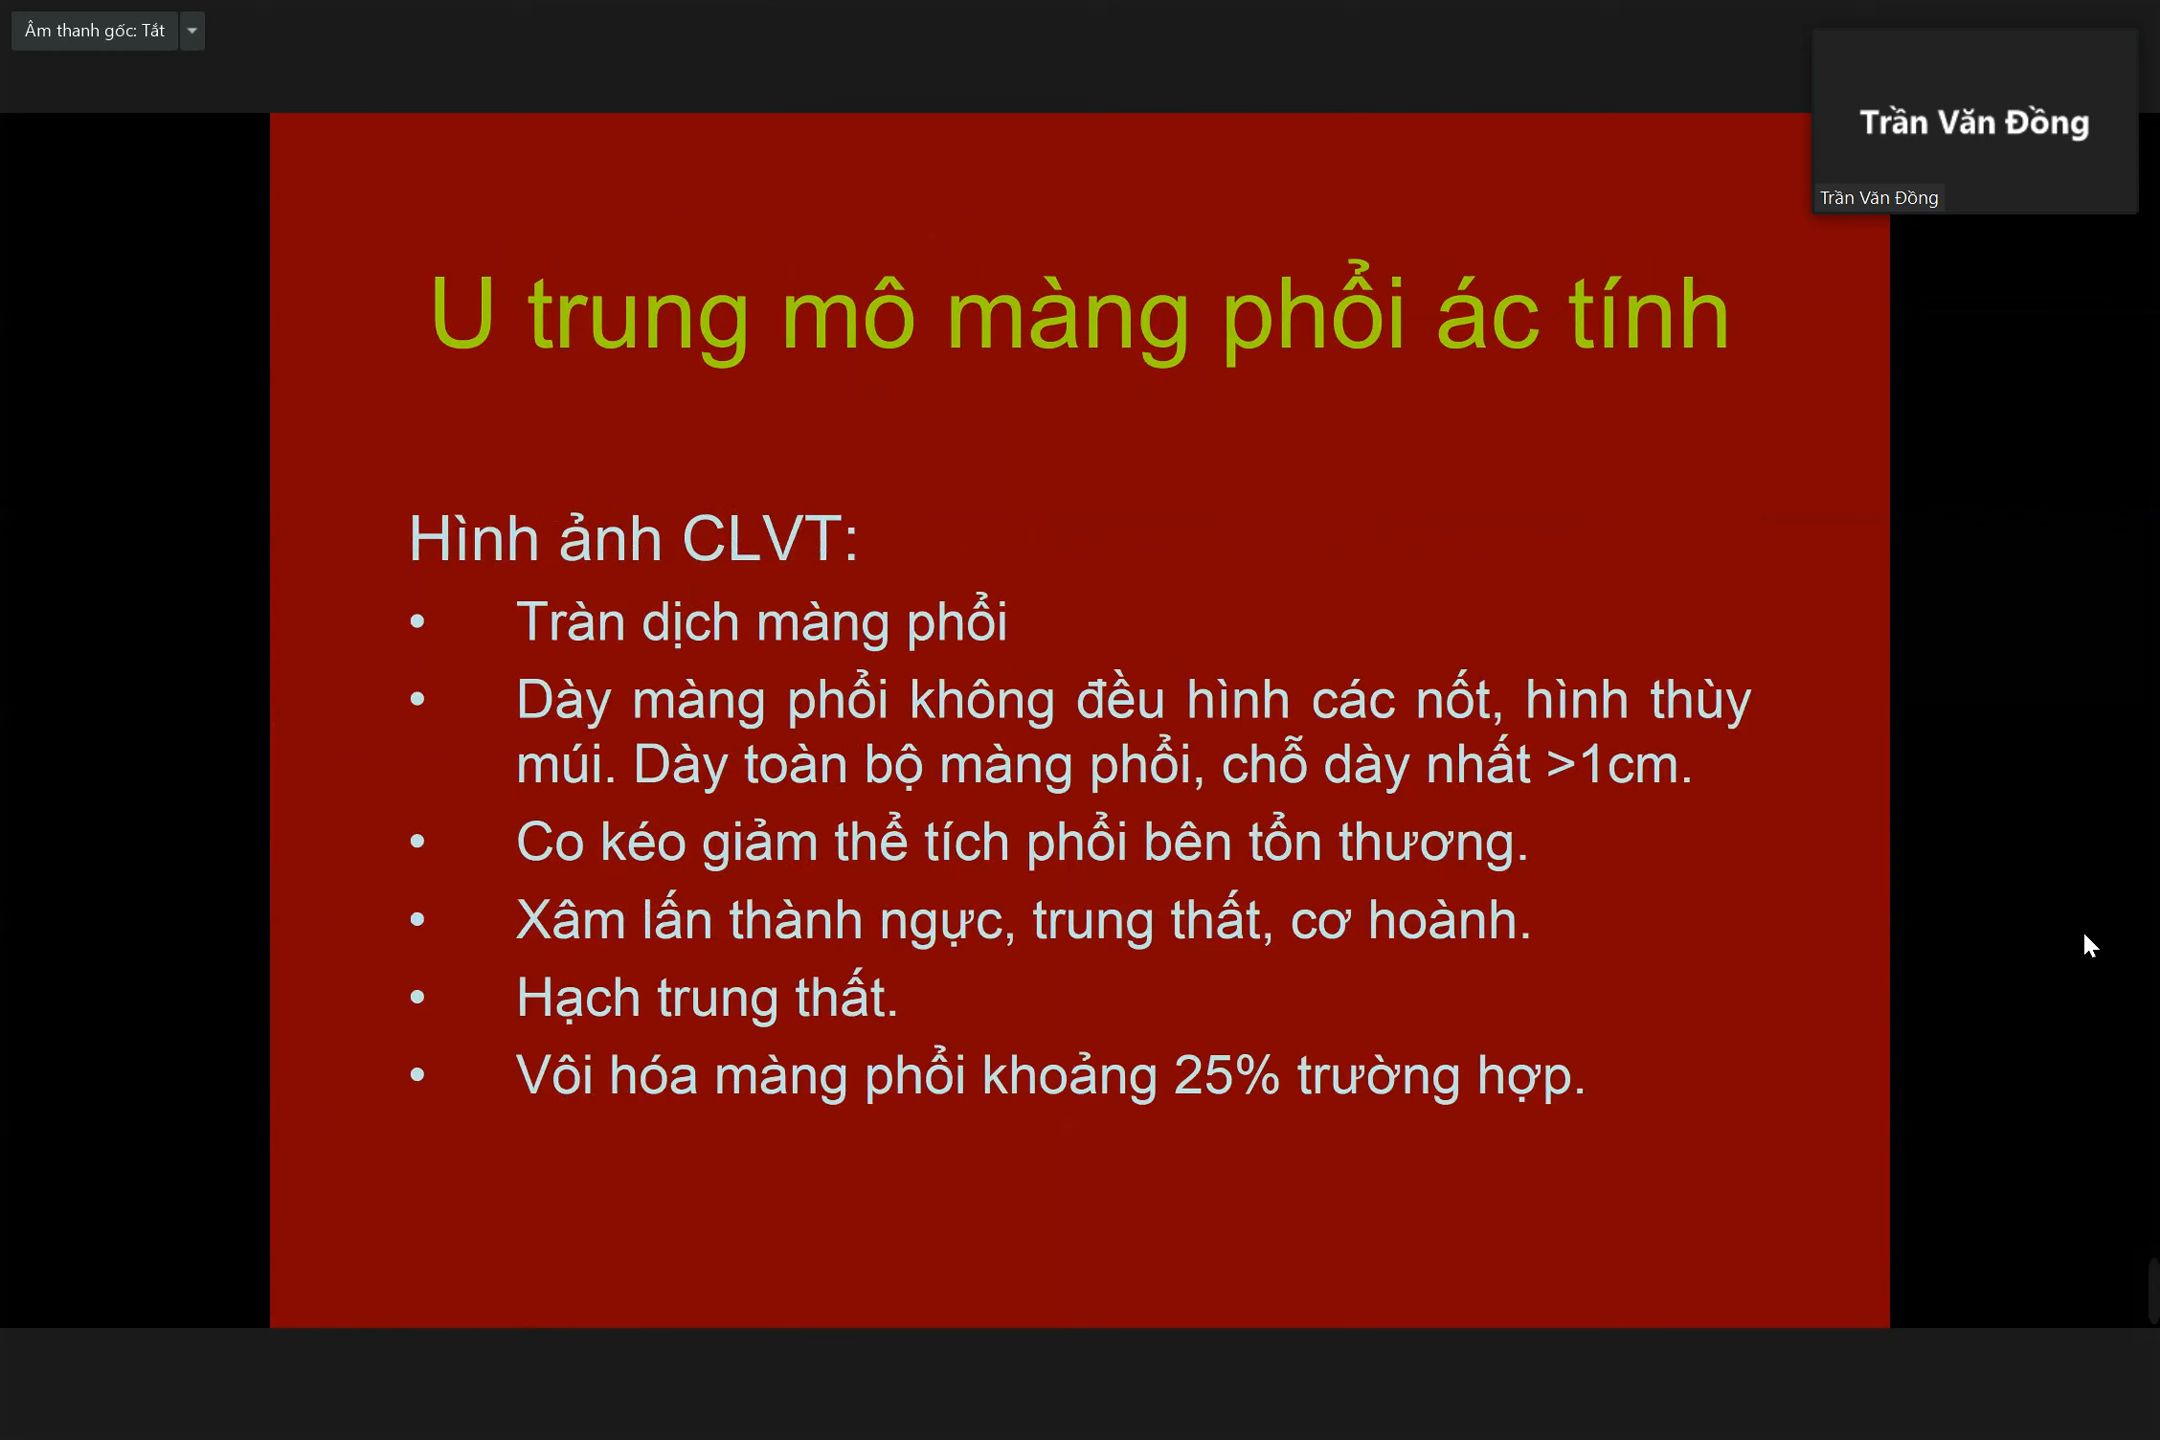 Âm thanh gốc: Tắt
Trần Văn Đồng
Trần Văn Đồng
U trung mô màng phổi ác tính
Hình ảnh CLVT:
• Tràn dịch màng phổi
• Dày màng phổi không đều hình các nốt, hình thùy
múi. Dày toàn bộ màng phổi, chỗ dày nhất >1cm.
• Co kéo giảm thể tích phổi bên tổn thương.
• Xâm lấn thành ngực, trung thất, cơ hoành.
• Hạch trung thất.
• Vôi hóa màng phổi khoảng 25% trường hợp.